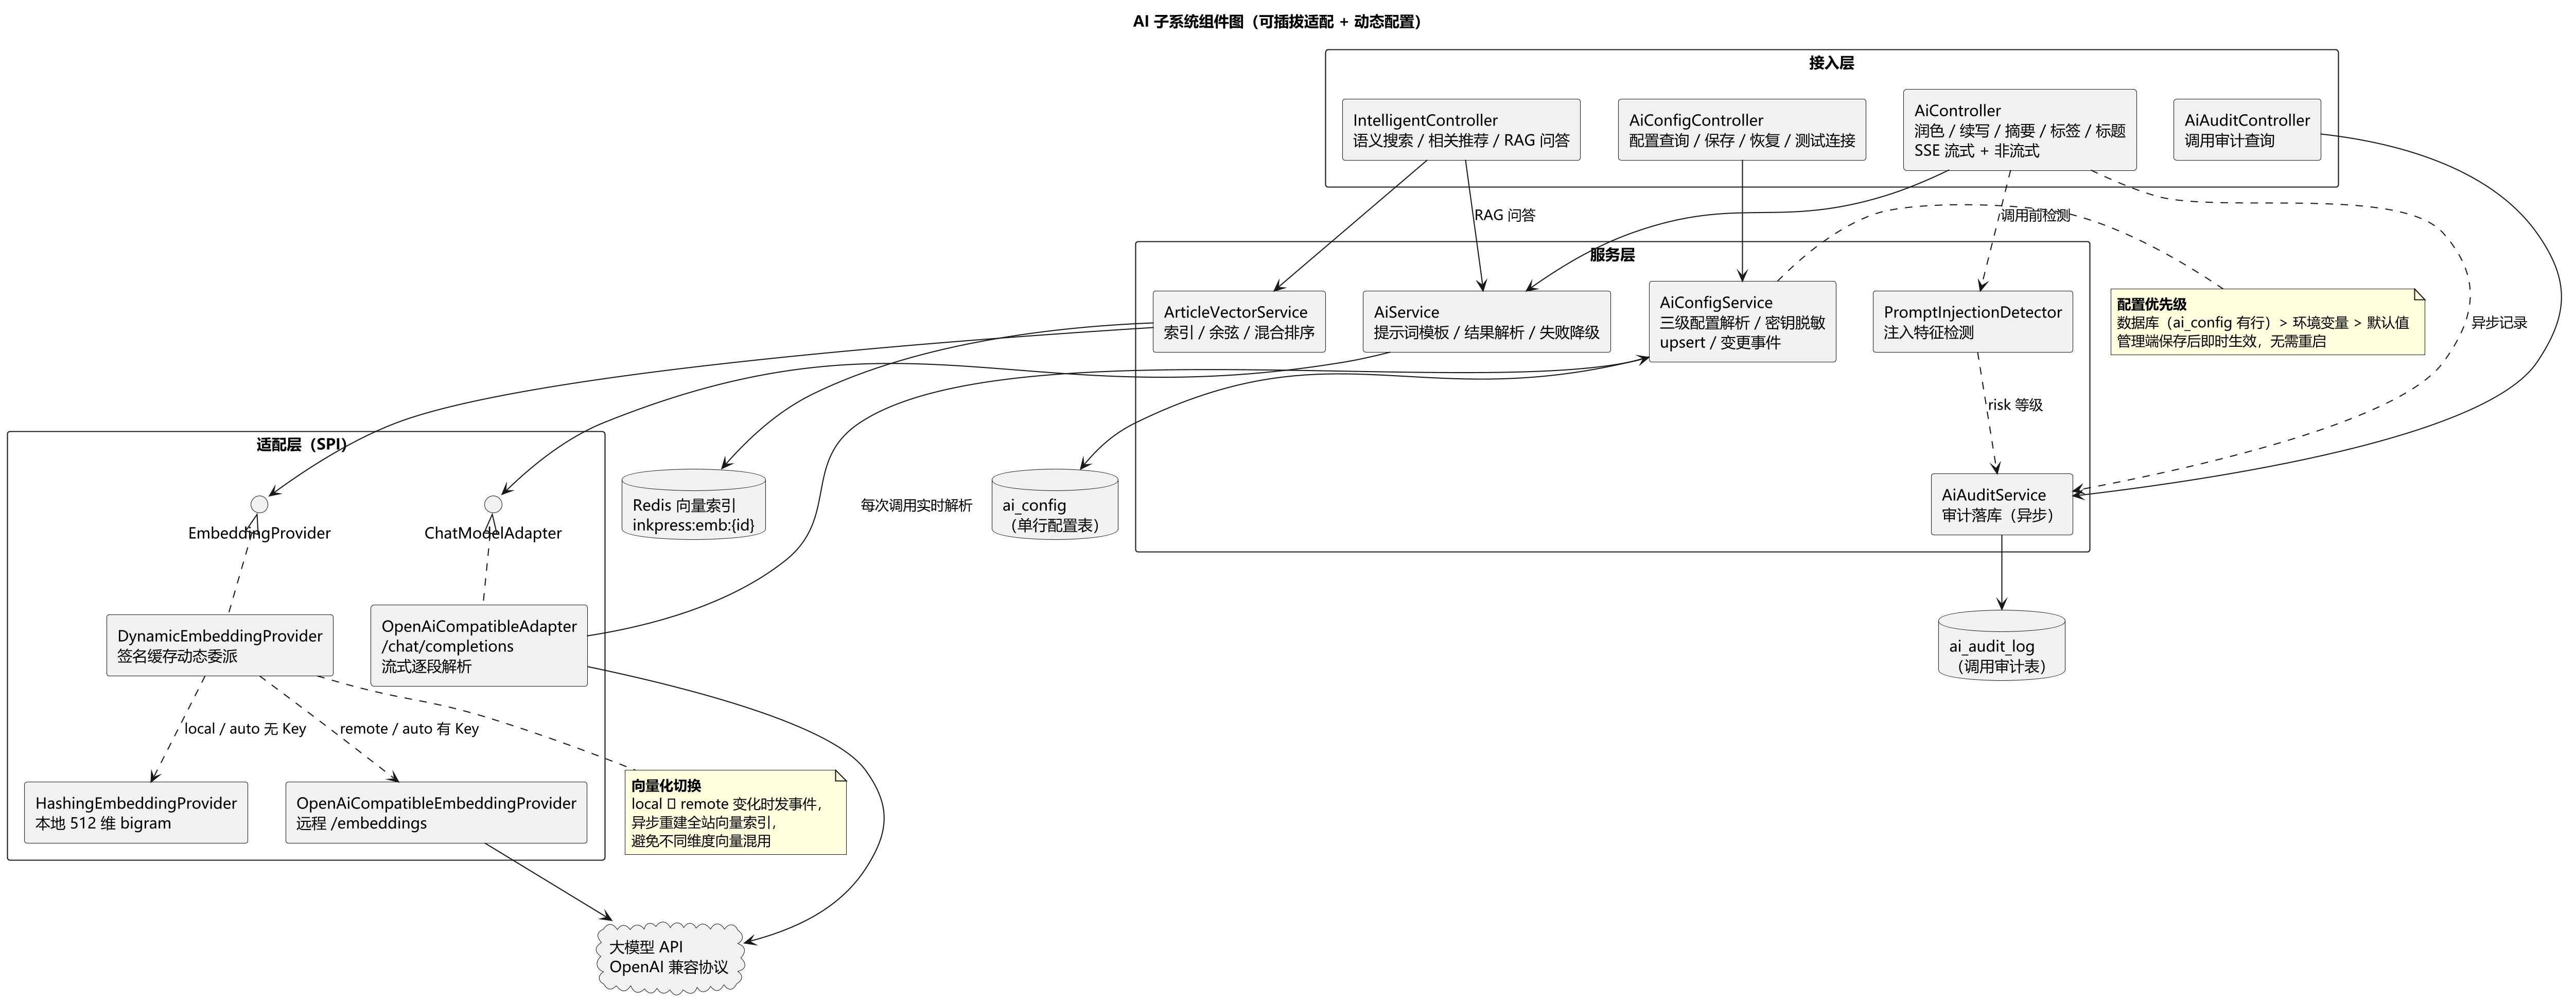 AI 子系统组件图（可插拔适配 + 动态配置）
接入层
IntelligentController
语义搜索 / 相关推荐 / RAG 问答
AiConfigController
配置查询 / 保存 / 恢复 / 测试连接
AiController
润色 / 续写 / 摘要 / 标签 / 标题
SSE 流式 + 非流式
AiAuditController
调用审计查询
RAG 问答
调用前检测
服务层
ArticleVectorService
索引 / 余弦 / 混合排序
AiService
提示词模板 / 结果解析 / 失败降级
AiConfigService
三级配置解析 / 密钥脱敏
upsert / 变更事件
PromptInjectionDetector
注入特征检测
配置优先级
数据库（ai_config 有行）> 环境变量 > 默认值
管理端保存后即时生效，无需重启
异步记录
risk 等级
适配层（SPI）
EmbeddingProvider
ChatModelAdapter
Redis 向量索引
inkpress:emb:{id}
每次调用实时解析
ai_config
（单行配置表）
AiAuditService
审计落库（异步）
DynamicEmbeddingProvider
签名缓存动态委派
OpenAiCompatibleAdapter
/chat/completions
流式逐段解析
ai_audit_log
（调用审计表）
local / auto 无 Key
remote / auto 有 Key
HashingEmbeddingProvider
本地 512 维 bigram
OpenAiCompatibleEmbeddingProvider
远程 /embeddings
向量化切换
local remote 变化时发事件，
异步重建全站向量索引，
避免不同维度向量混用
大模型 API
OpenAI 兼容协议